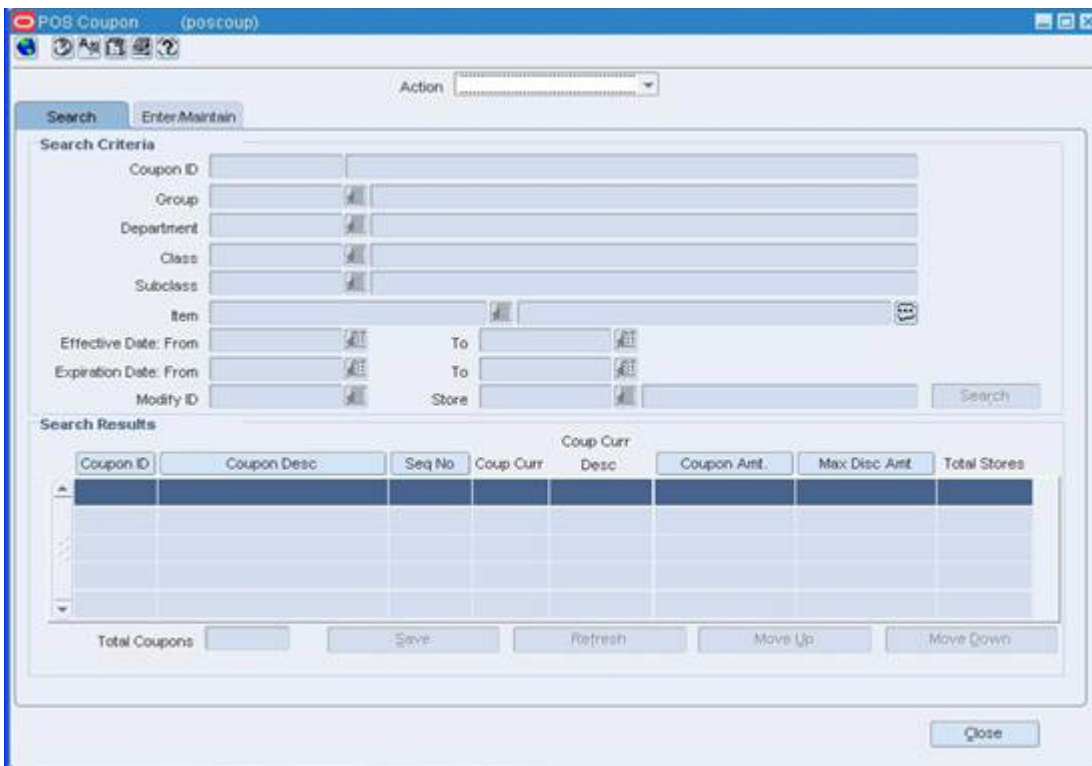 POS Coupon (poscoup)
Action
Search Enter/Maintain
Search Criteria
Coupon ID
Group
Department
Class
Subclass
Item
Effective Date: From To
Expiration Date: From To
Modify ID Store Search
Search Results
Coup Curr
Coupon ID Coupon Desc Seq No Coup Curr Desc Coupon Amt. Max Disc Amt Total Stores
Total Coupons Save Refresh Move Up Move Down
Close